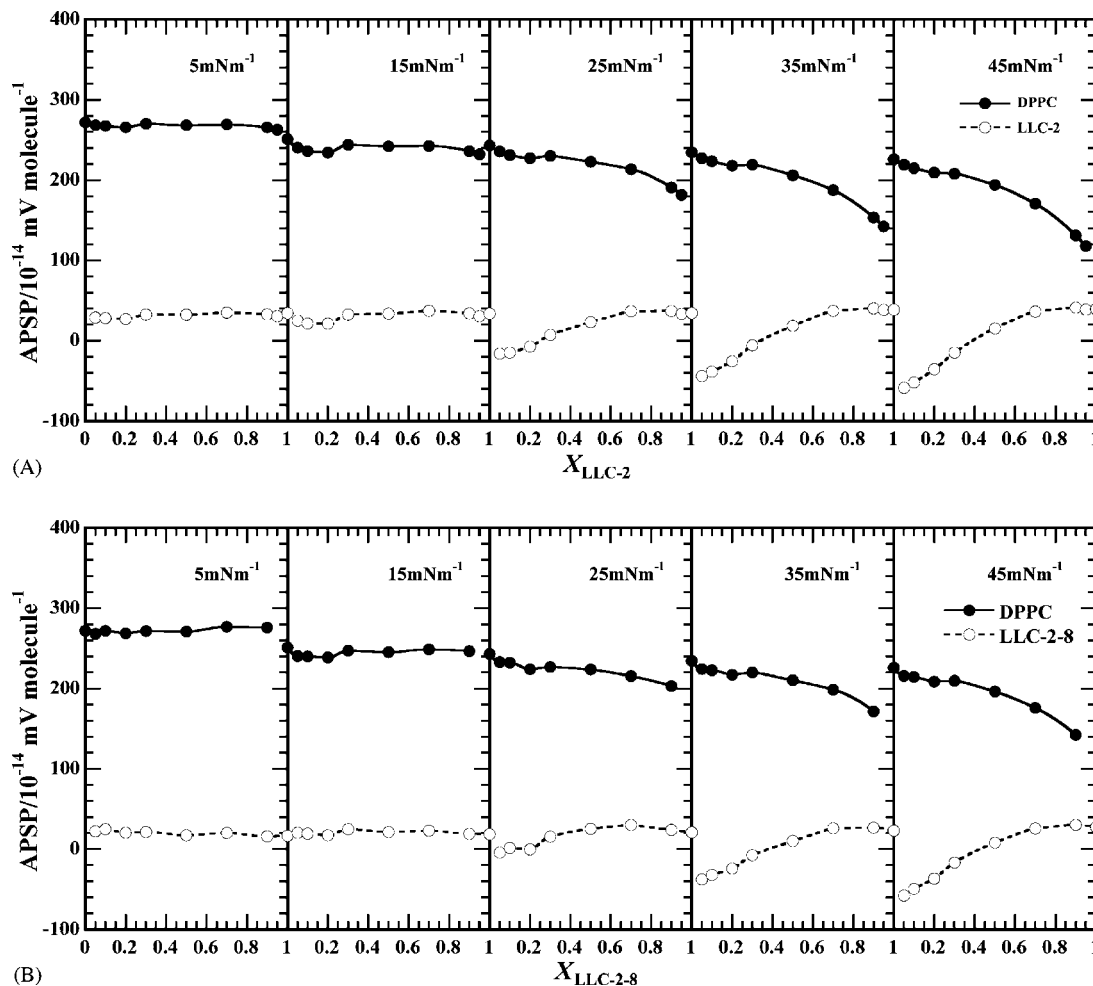 400
300
200
100
0
-100
APSP/10⁻¹⁴ mV molecule⁻¹
5mNm⁻¹
15mNm⁻¹
25mNm⁻¹
35mNm⁻¹
45mNm⁻¹
DPPC
LLC-2
0 0.2 0.4 0.6 0.8 1 0.2 0.4 0.6 0.8 1 0.2 0.4 0.6 0.8 1 0.2 0.4 0.6 0.8 1 0.2 0.4 0.6 0.8 1
(A)
X_LLC-2
400
300
200
100
0
-100
APSP/10⁻¹⁴ mV molecule⁻¹
5mNm⁻¹
15mNm⁻¹
25mNm⁻¹
35mNm⁻¹
45mNm⁻¹
DPPC
LLC-2-8
0 0.2 0.4 0.6 0.8 1 0.2 0.4 0.6 0.8 1 0.2 0.4 0.6 0.8 1 0.2 0.4 0.6 0.8 1 0.2 0.4 0.6 0.8 1
(B)
X_LLC-2-8